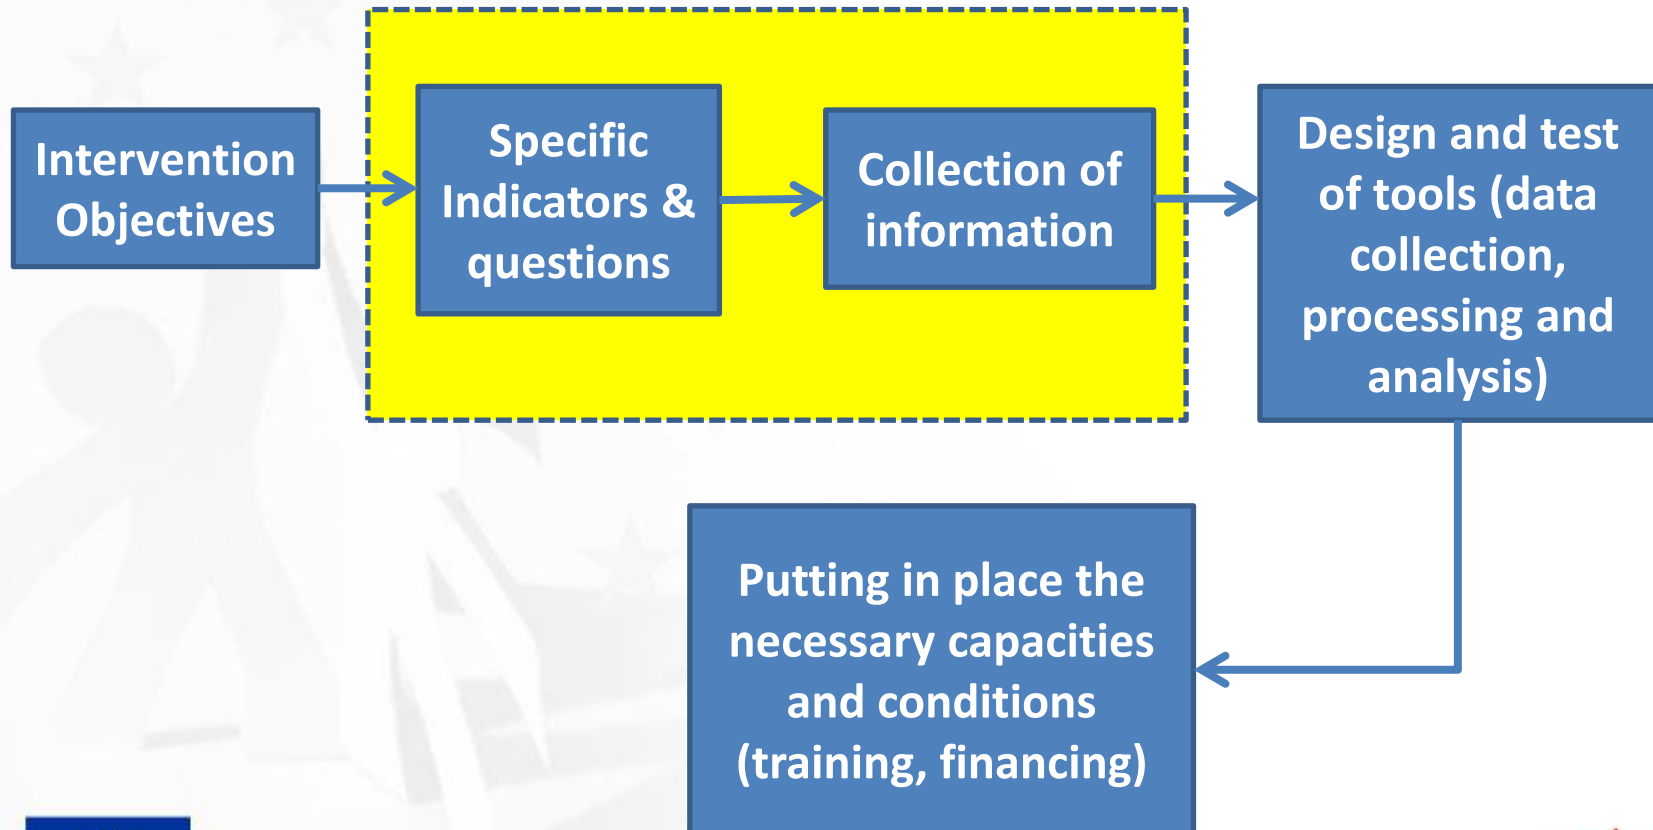 Intervention
Objectives
Specific
Indicators &
questions
Collection of
information
Design and test
of tools (data
collection,
processing and
analysis)
Putting in place the
necessary capacities
and conditions
(training, financing)